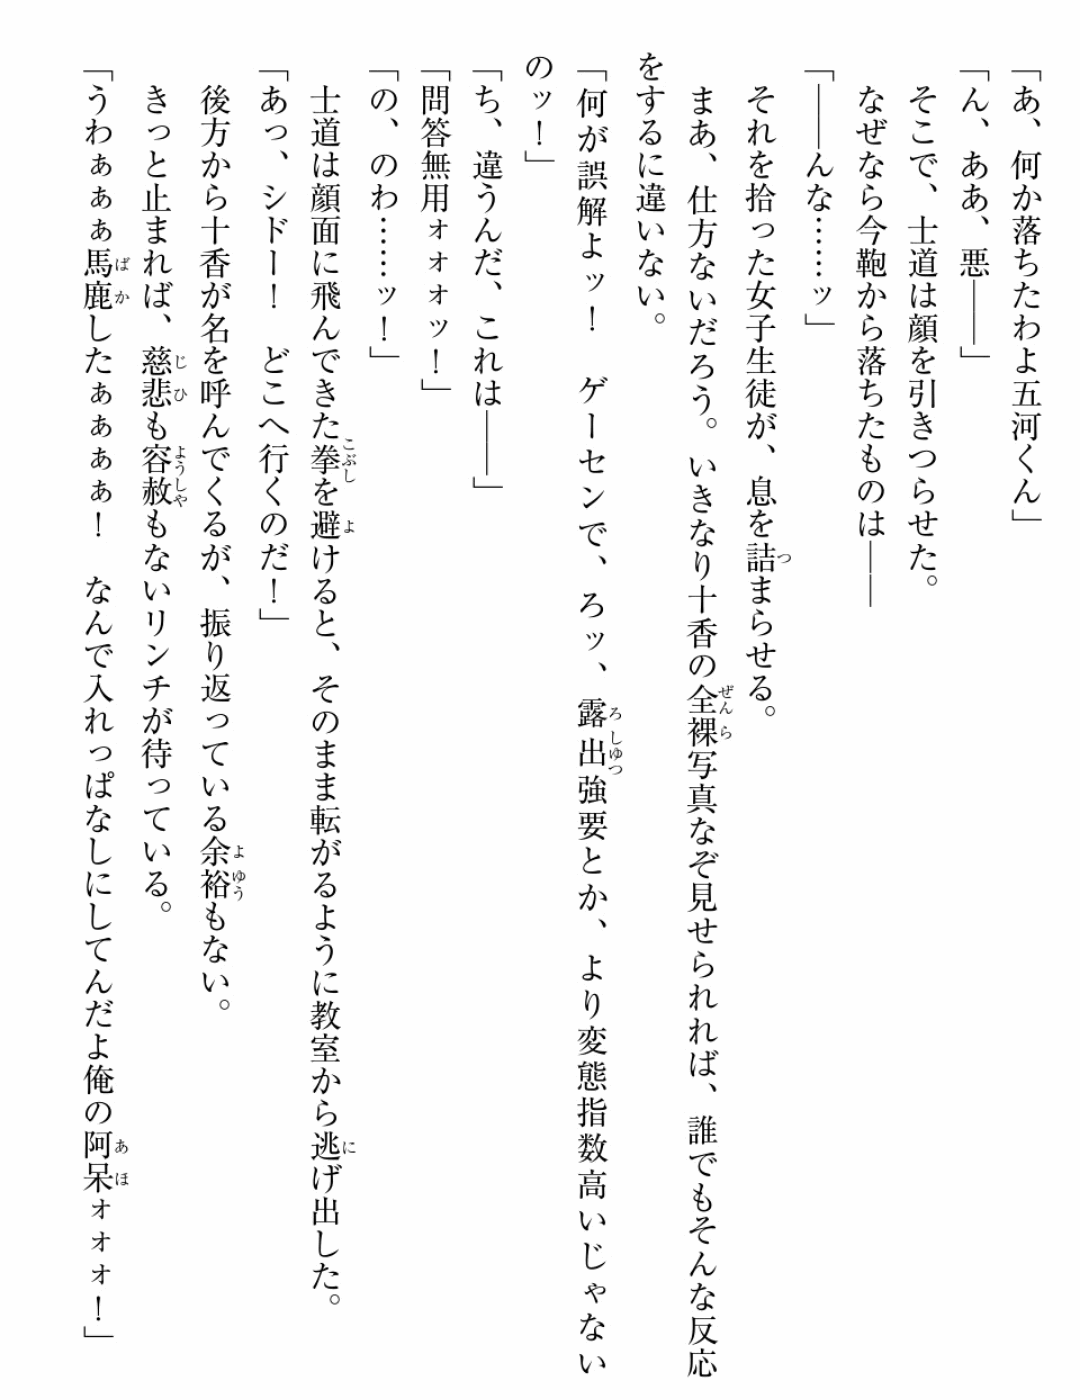 「あ、何か落ちたわよ五河くん」
「ん、ああ、悪――」
　そこで、士道は顔を引きつらせた。
　なぜなら今鞄から落ちたものは――
「――んな……ッ」
　それを拾った女子生徒が、息を詰まらせる。
　まあ、仕方ないだろう。いきなり十香の全裸写真なぞ見せられれば、誰でもそんな反応
をするに違いない。
「何が誤解よッ！　ゲーセンで、ろッ、露出強要とか、より変態指数高いじゃない
のッ！」
「ち、違うんだ、これは――」
「問答無用ォォォッ！」
「の、のわ……ッ！」
　士道は顔面に飛んできた拳を避けると、そのまま転がるように教室から逃げ出した。
「あっ、シドー！　どこへ行くのだ！」
　後方から十香が名を呼んでくるが、振り返っている余裕もない。
　きっと止まれば、慈悲も容赦もないリンチが待っている。
「うわぁぁぁ馬鹿したぁぁぁぁ！　なんで入れっぱなしにしてんだよ俺の阿呆ォォォ！」